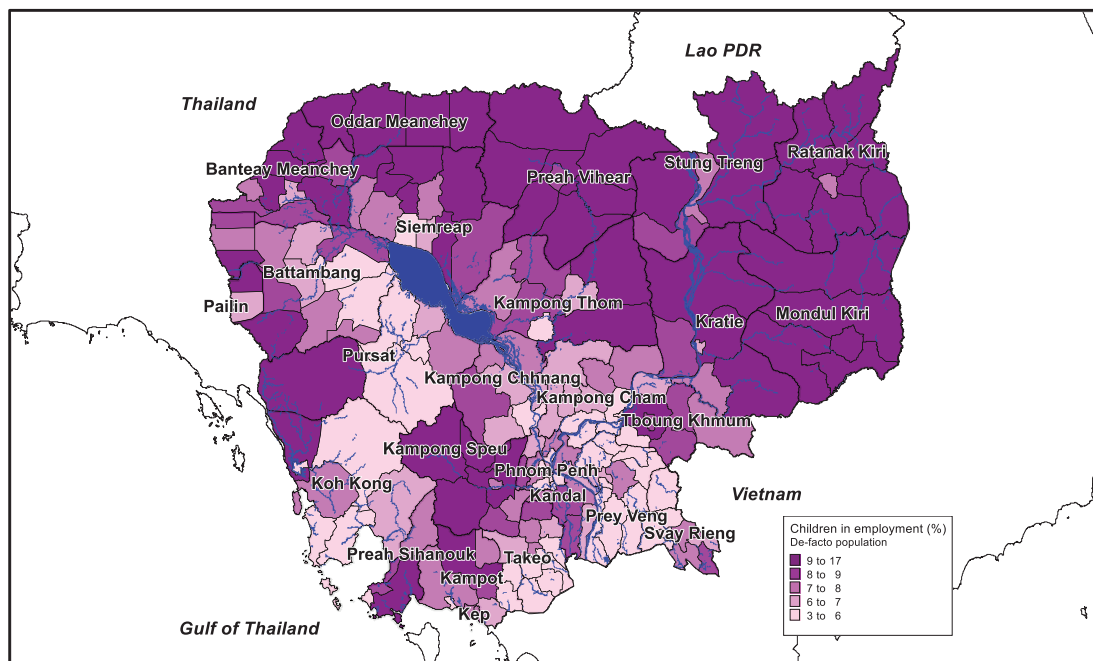 Lao PDR
Thailand
Oddar Meanchey
Ratanak Kiri
Stung Treng
Banteay Meanchey
Preah Vihear
Siemreap
Battambang
Pailin
Kampong Thom
Mondul Kiri
Kratie
Pursat
Kampong Chhnang
Kampong Cham
Tboung Khmum
Kampong Speu
Phnom Penh
Koh Kong
Kandal
Vietnam
Prey Veng
Svay Rieng
Children in employment (%)
De-facto population
9 to 17
8 to 9
7 to 8
6 to 7
3 to 6
Preah Sihanouk
Takeo
Kampot
Kep
Gulf of Thailand